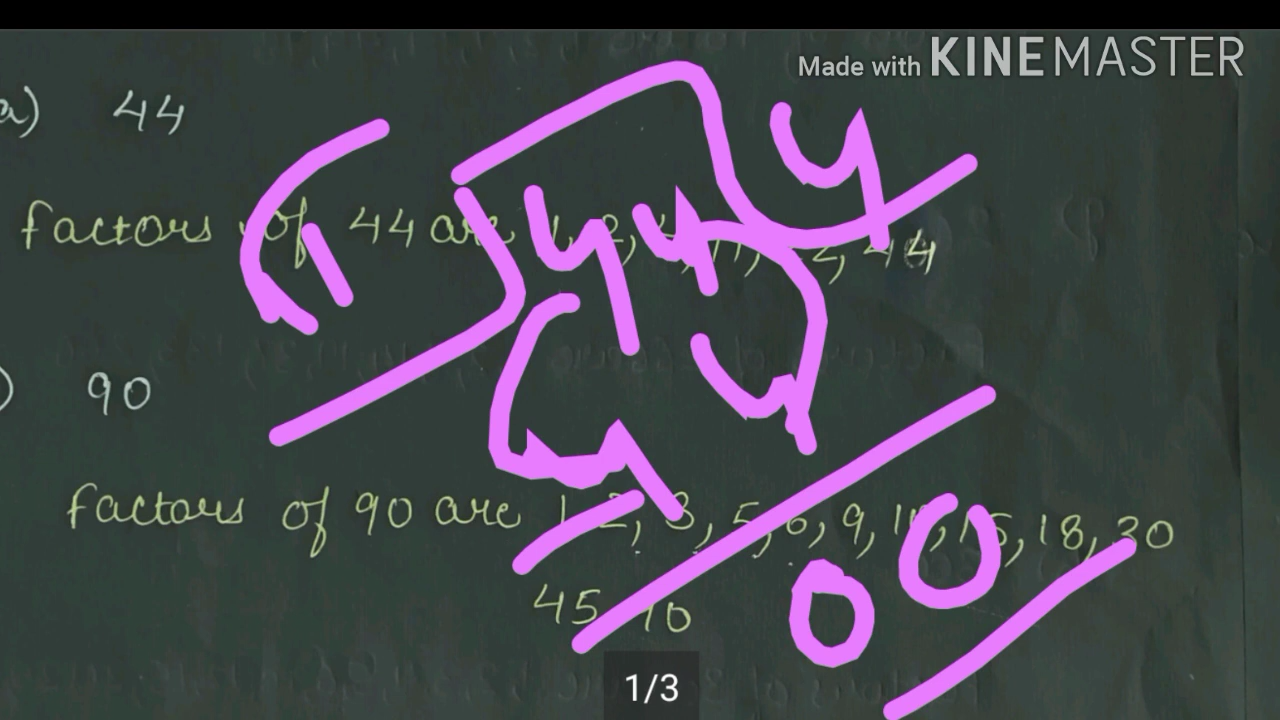 Made with KINEMASTER
a) 44
factors of 44 are 1, 2, 4, 11, 22, 44
90
factors of 90 are 1 2, 3, 5, 6, 9, 10, 15, 18, 30
45 90
1/3